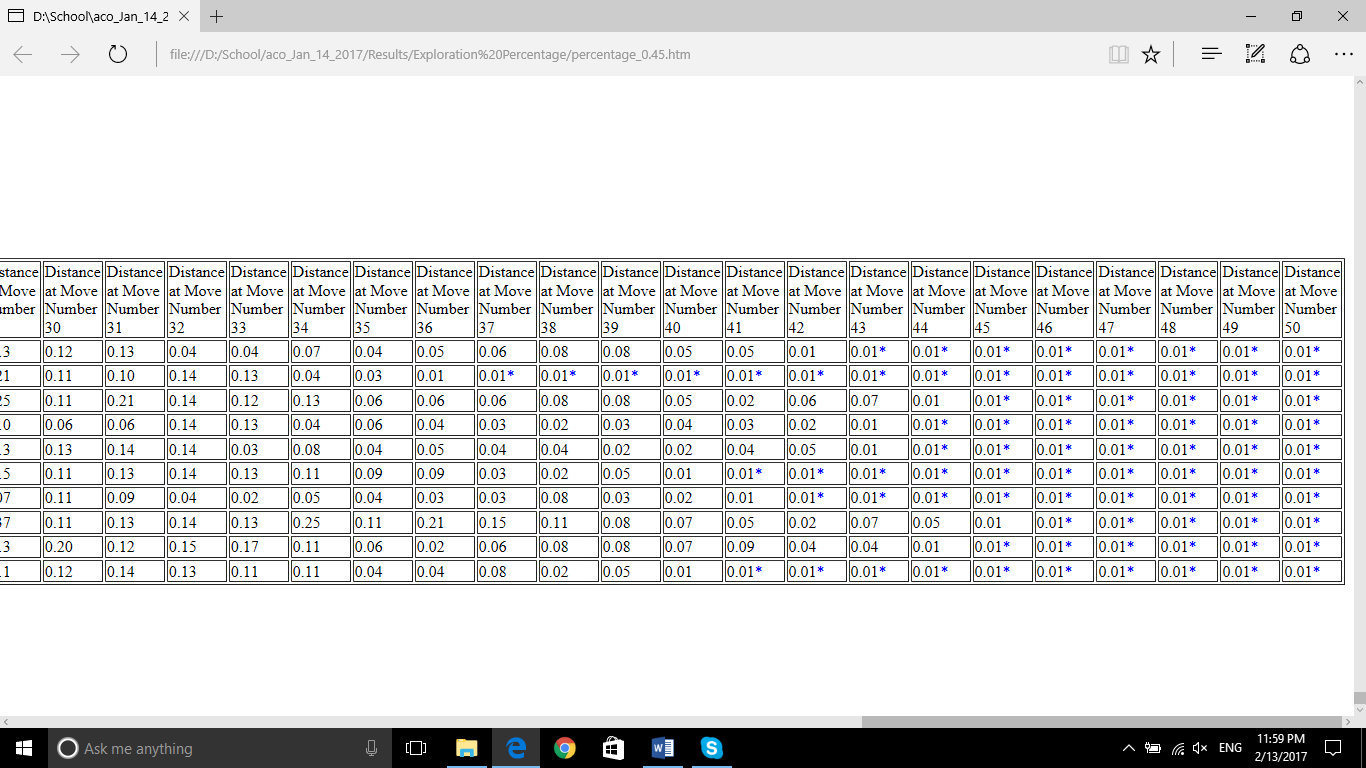 D:\School\aco_Jan_14_2
file:///D:/School/aco_Jan_14_2017/Results/Exploration%20Percentage/percentage_0.45.htm
stance Distance Distance Distance Distance Distance Distance Distance Distance Distance Distance Distance Distance Distance Distance Distance Distance Distance Distance Distance Distance Distance
Move at Move at Move at Move at Move at Move at Move at Move at Move at Move at Move at Move at Move at Move at Move at Move at Move at Move at Move at Move at Move at Move
mber Number Number Number Number Number Number Number Number Number Number Number Number Number Number Number Number Number Number Number Number Number
30 31 32 33 34 35 36 37 38 39 40 41 42 43 44 45 46 47 48 49 50
.3 0.12 0.13 0.04 0.04 0.07 0.04 0.05 0.06 0.08 0.08 0.05 0.05 0.01 0.01* 0.01* 0.01* 0.01* 0.01* 0.01* 0.01* 0.01*
21 0.11 0.10 0.14 0.13 0.04 0.03 0.01 0.01* 0.01* 0.01* 0.01* 0.01* 0.01* 0.01* 0.01* 0.01* 0.01* 0.01* 0.01* 0.01* 0.01*
25 0.11 0.21 0.14 0.12 0.13 0.06 0.06 0.06 0.08 0.08 0.05 0.02 0.06 0.07 0.01 0.01* 0.01* 0.01* 0.01* 0.01* 0.01*
0 0.06 0.06 0.14 0.13 0.04 0.06 0.04 0.03 0.02 0.03 0.04 0.03 0.02 0.01 0.01* 0.01* 0.01* 0.01* 0.01* 0.01* 0.01*
.3 0.13 0.14 0.14 0.03 0.08 0.04 0.05 0.04 0.04 0.02 0.02 0.04 0.05 0.01 0.01* 0.01* 0.01* 0.01* 0.01* 0.01* 0.01*
.5 0.11 0.13 0.14 0.13 0.11 0.09 0.09 0.03 0.02 0.05 0.01 0.01* 0.01* 0.01* 0.01* 0.01* 0.01* 0.01* 0.01* 0.01* 0.01*
07 0.11 0.09 0.04 0.02 0.05 0.04 0.03 0.03 0.08 0.03 0.02 0.01 0.01* 0.01* 0.01* 0.01* 0.01* 0.01* 0.01* 0.01* 0.01*
37 0.11 0.13 0.14 0.13 0.25 0.11 0.21 0.15 0.11 0.08 0.07 0.05 0.02 0.07 0.05 0.01 0.01* 0.01* 0.01* 0.01* 0.01*
.3 0.20 0.12 0.15 0.17 0.11 0.06 0.02 0.06 0.08 0.08 0.07 0.09 0.04 0.04 0.01 0.01* 0.01* 0.01* 0.01* 0.01* 0.01*
.1 0.12 0.14 0.13 0.11 0.11 0.04 0.04 0.08 0.02 0.05 0.01 0.01* 0.01* 0.01* 0.01* 0.01* 0.01* 0.01* 0.01* 0.01* 0.01*
Ask me anything
ENG
11:59 PM
2/13/2017